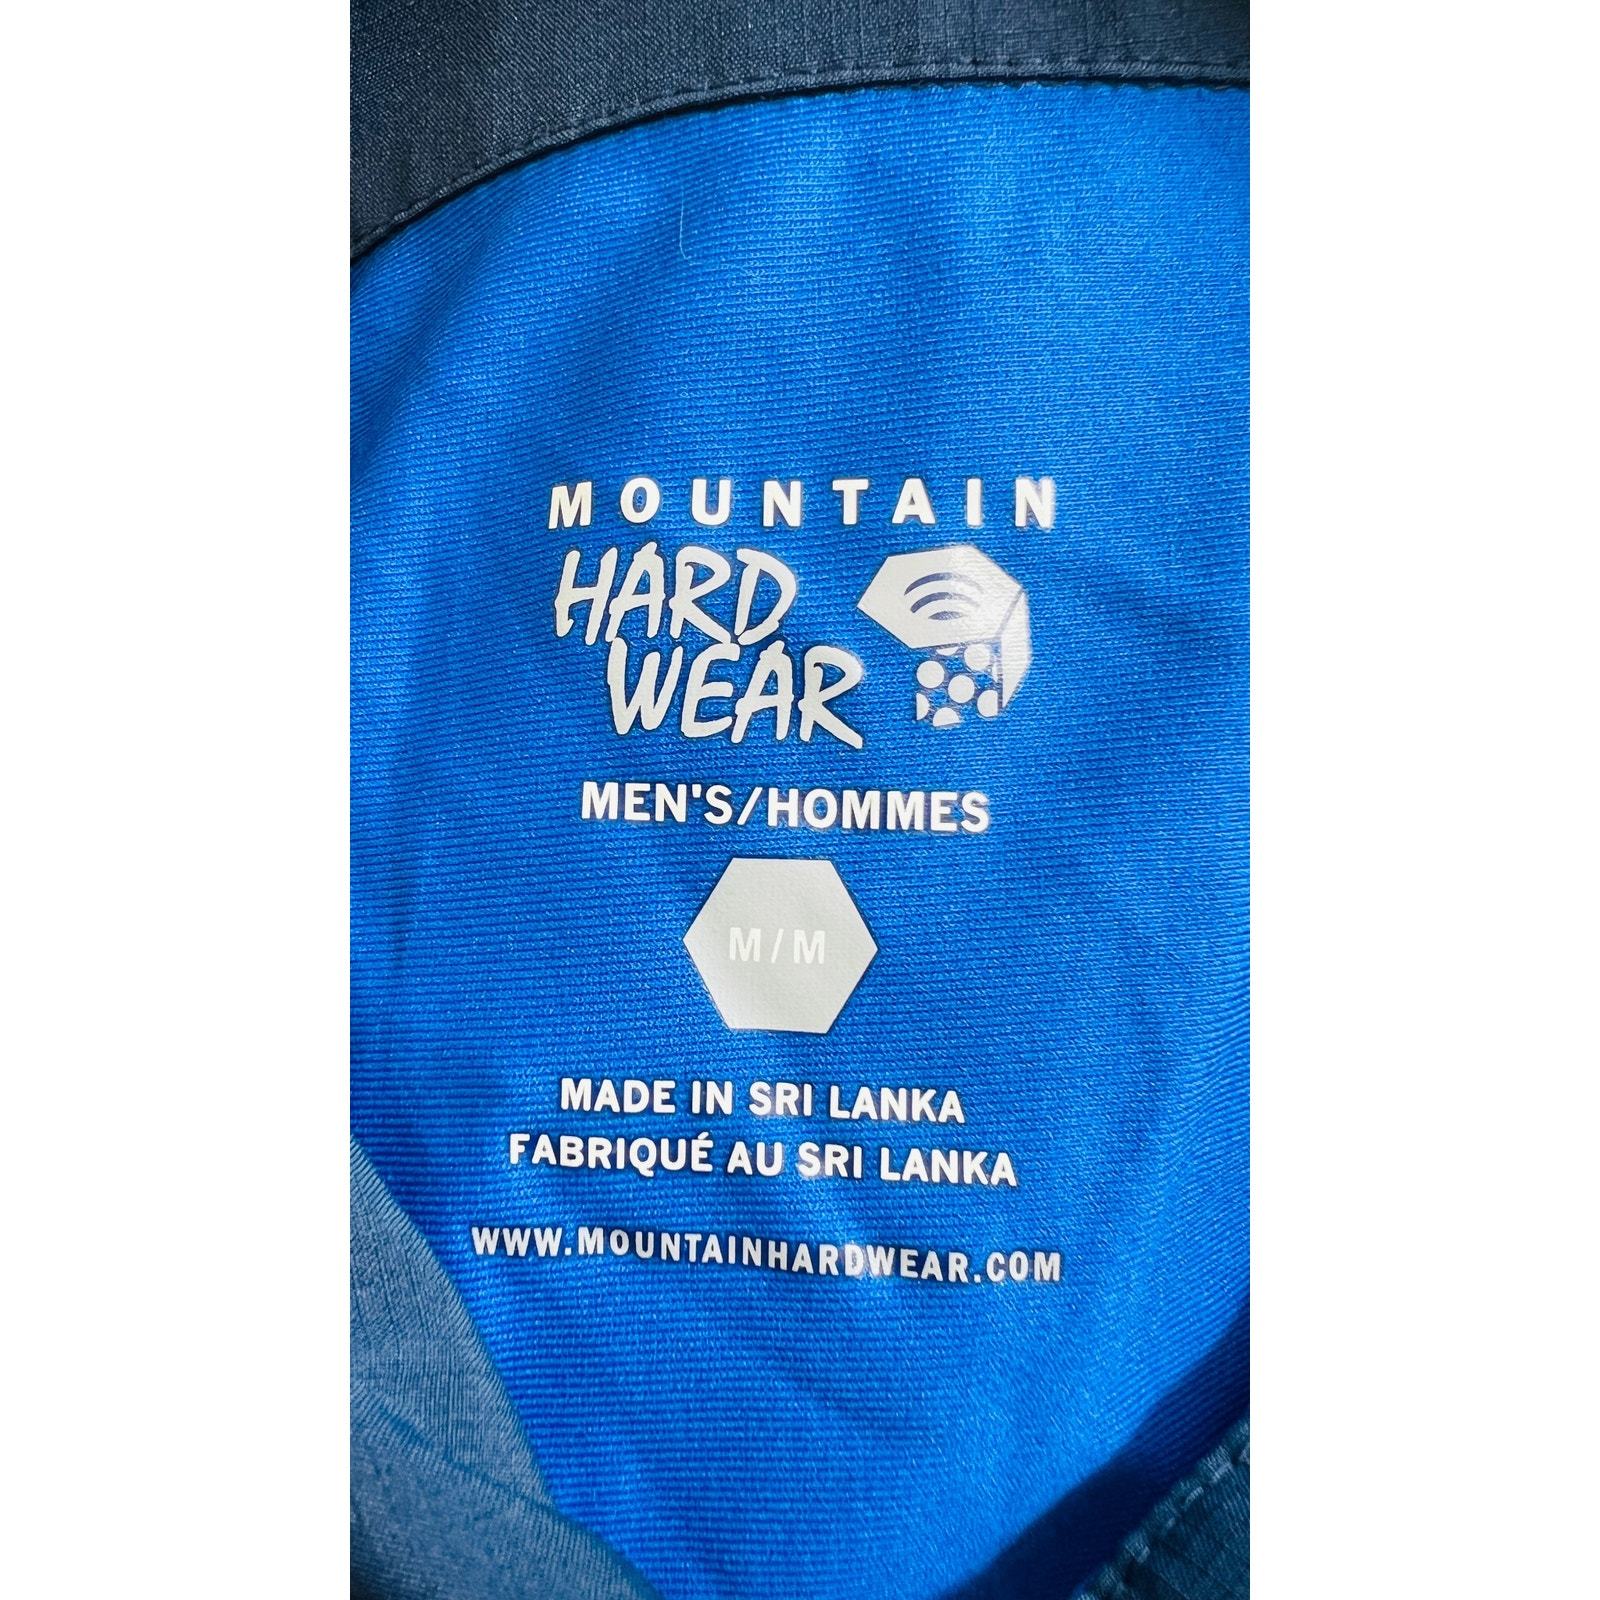 MOUNTAIN
HARD
WEAR
MEN'S/HOMMES
M/M
MADE IN SRI LANKA
FABRIQUÉ AU SRI LANKA
WWW.MOUNTAINHARDWEAR.COM